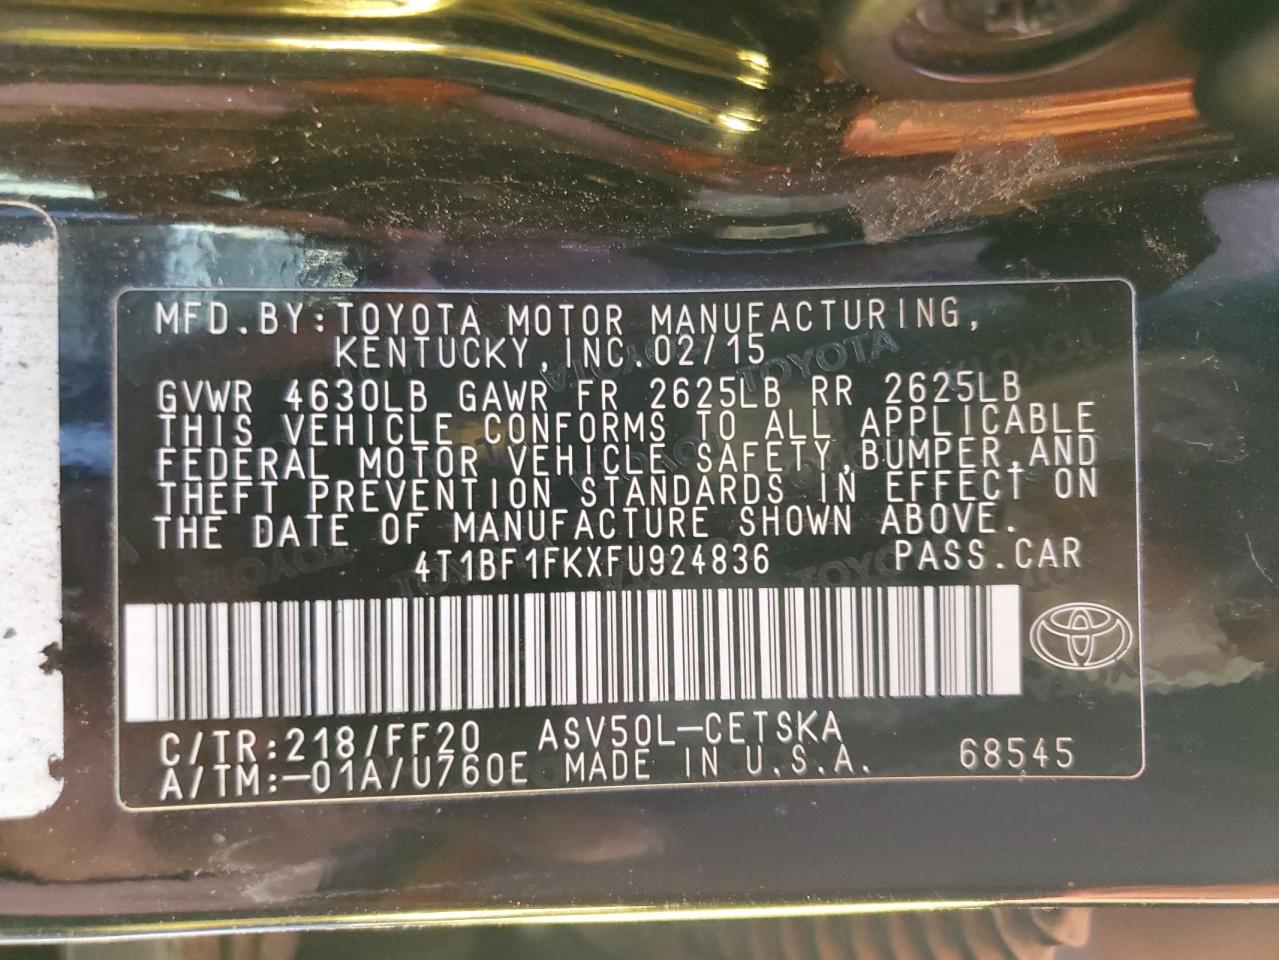 MFD.BY:TOYOTA MOTOR MANUFACTURING,
KENTUCKY,INC.02/15
GVWR 4630LB GAWR FR 2625LB RR 2625LB
THIS VEHICLE CONFORMS TO ALL APPLICABLE
FEDERAL MOTOR VEHICLE SAFETY,BUMPER,AND
THEFT PREVENTION STANDARDS IN EFFECT ON
THE DATE OF MANUFACTURE SHOWN ABOVE.
4T1BF1FKXFU924836 PASS.CAR
C/TR:218/FF20 ASV50L-CETSKA
A/TM:-01A/U760E MADE IN U.S.A. 68545